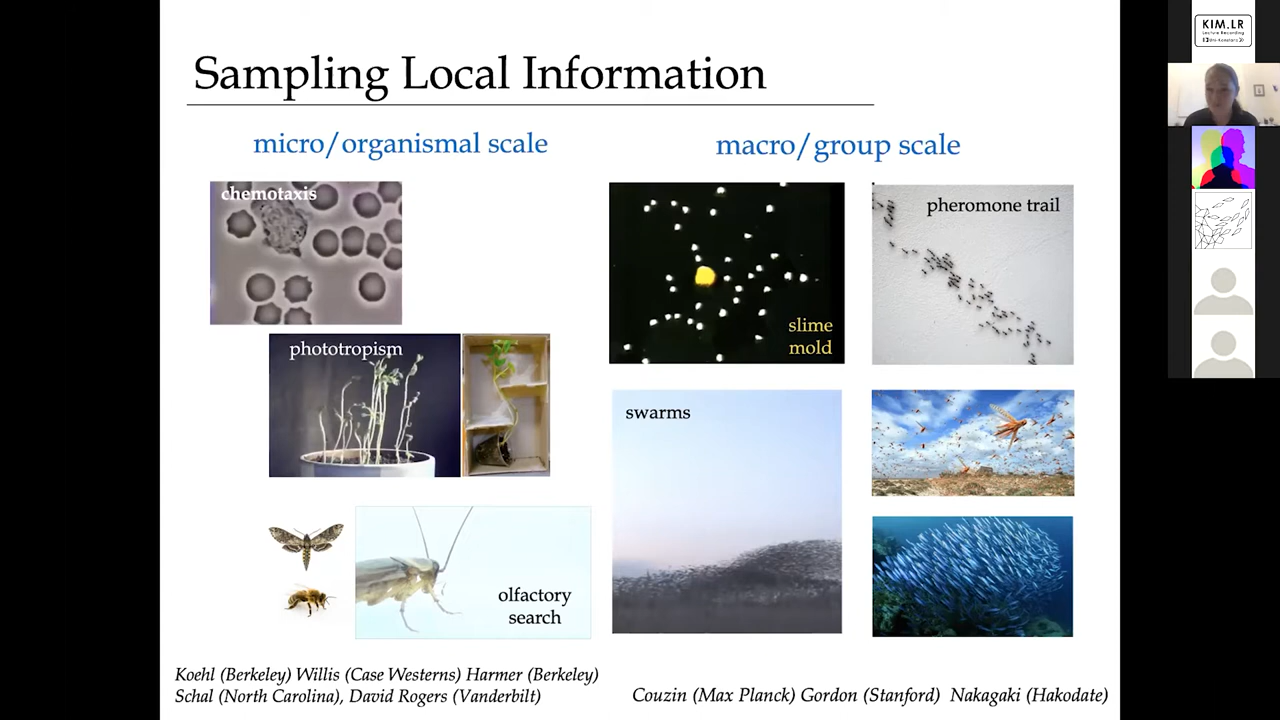 Sampling Local Information
micro/organismal scale
macro/group scale
chemotaxis
phototropism
olfactory
search
slime
mold
pheromone trail
swarms
Koehl (Berkeley) Willis (Case Westerns) Harmer (Berkeley)
Schal (North Carolina), David Rogers (Vanderbilt)
Couzin (Max Planck) Gordon (Stanford) Nakagaki (Hakodate)
KIM.LR
Lecture Recording